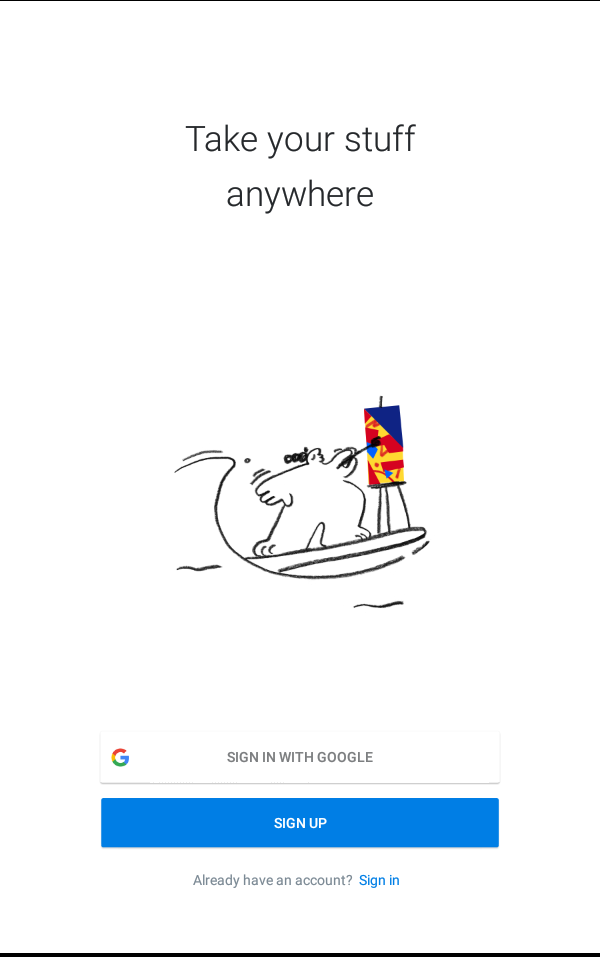 Take your stuff
anywhere
SIGN IN WITH GOOGLE
SIGN UP
Already have an account? Sign in